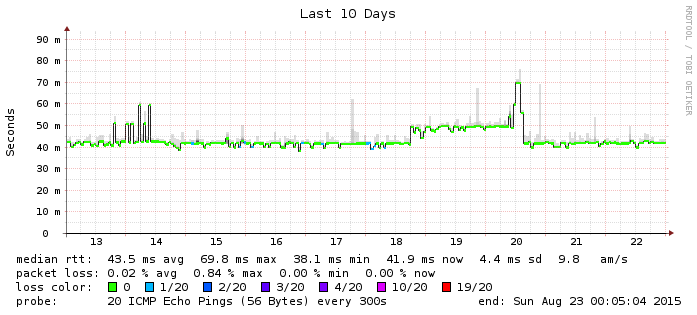 Last 10 Days
RRDTOOL / TOBI OETIKER
Seconds
90 m
80 m
70 m
60 m
50 m
40 m
30 m
20 m
10 m
0
13 14 15 16 17 18 19 20 21 22
median rtt: 43.5 ms avg 69.8 ms max 38.1 ms min 41.9 ms now 4.4 ms sd 9.8 am/s
packet loss: 0.02 % avg 0.84 % max 0.00 % min 0.00 % now
loss color: 0 1/20 2/20 3/20 4/20 10/20 19/20
probe: 20 ICMP Echo Pings (56 Bytes) every 300s end: Sun Aug 23 00:05:04 2015